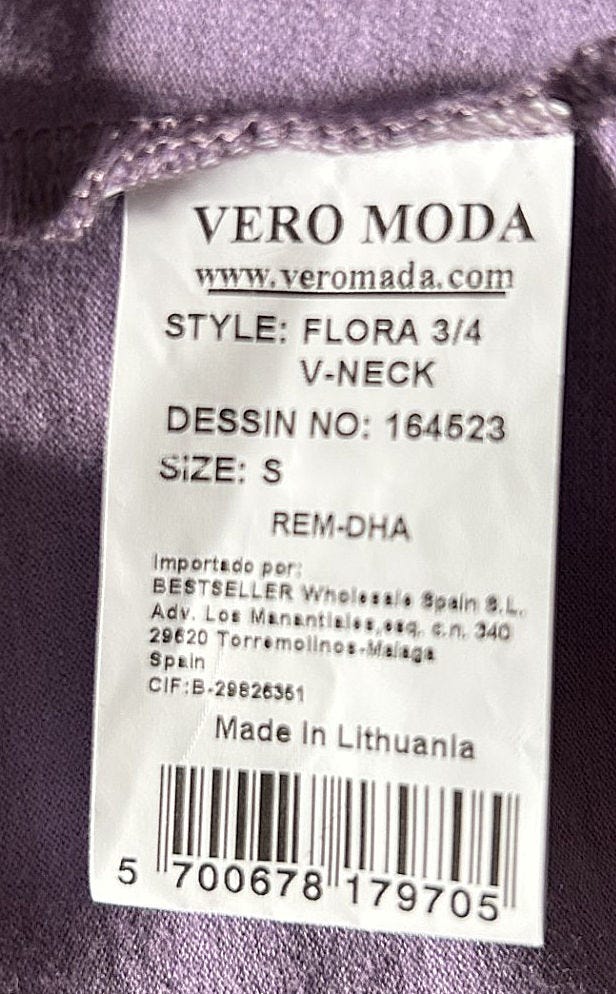 VERO MODA
www.veromada.com
STYLE: FLORA 3/4
V-NECK
DESSIN NO: 164523
SIZE: S
REM-DHA
Importado por:
BESTSELLER Wholesale Spain S.L.
Adv. Los Manantiales,esq. c.n. 340
29620 Torremolinos-Malaga
Spain
CIF:B-29826351
Made In Lithuania
5 700678 179705